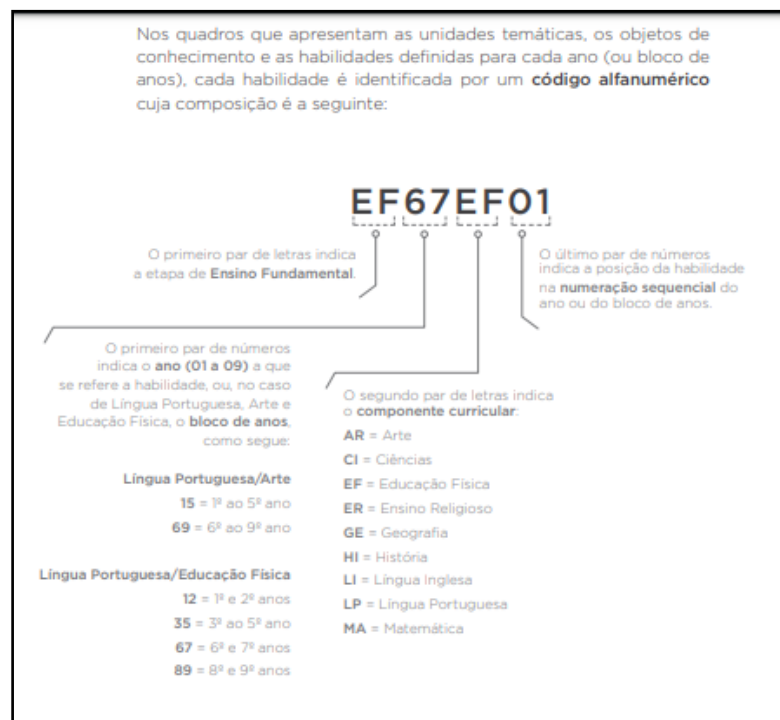 Nos quadros que apresentam as unidades temáticas, os objetos de
conhecimento e as habilidades definidas para cada ano (ou bloco de
anos), cada habilidade é identificada por um código alfanumérico
cuja composição é a seguinte:
EF67EF01
O primeiro par de letras indica
a etapa de Ensino Fundamental.
O último par de números
indica a posição da habilidade
na numeração sequencial do
ano ou do bloco de anos.
O primeiro par de números
indica o ano (01 a 09) a que
se refere a habilidade, ou, no caso
de Língua Portuguesa, Arte e
Educação Física, o bloco de anos,
como segue:
Língua Portuguesa/Arte
15 = 1º ao 5º ano
69 = 6º ao 9º ano
Língua Portuguesa/Educação Física
12 = 1º e 2º anos
35 = 3º ao 5º ano
67 = 6º e 7º anos
89 = 8º e 9º anos
O segundo par de letras indica
o componente curricular:
AR = Arte
CI = Ciências
EF = Educação Física
ER = Ensino Religioso
GE = Geografia
HI = História
LI = Língua Inglesa
LP = Língua Portuguesa
MA = Matemática